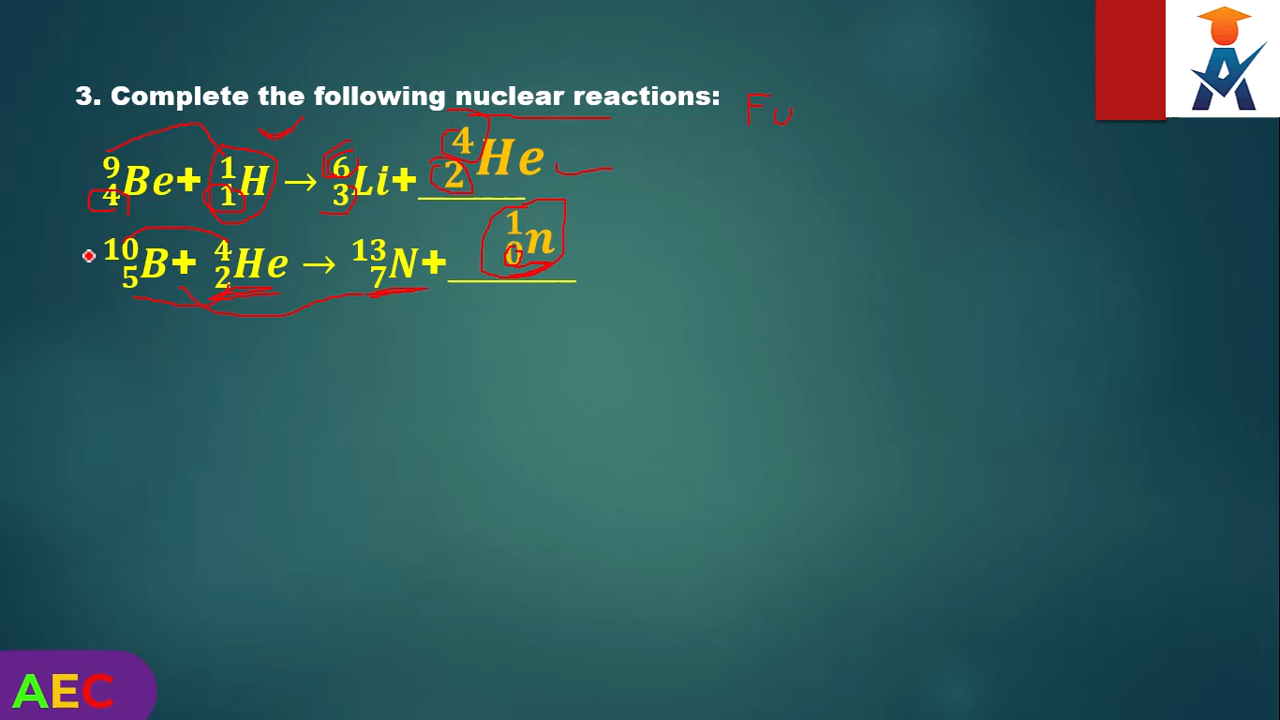 3. Complete the following nuclear reactions: Fu
⁹₄Be+ ¹₁H → ⁶₃Li+ ⁴₂He
¹⁰₅B+ ⁴₂He → ¹³₇N+ ¹₀n
AEC